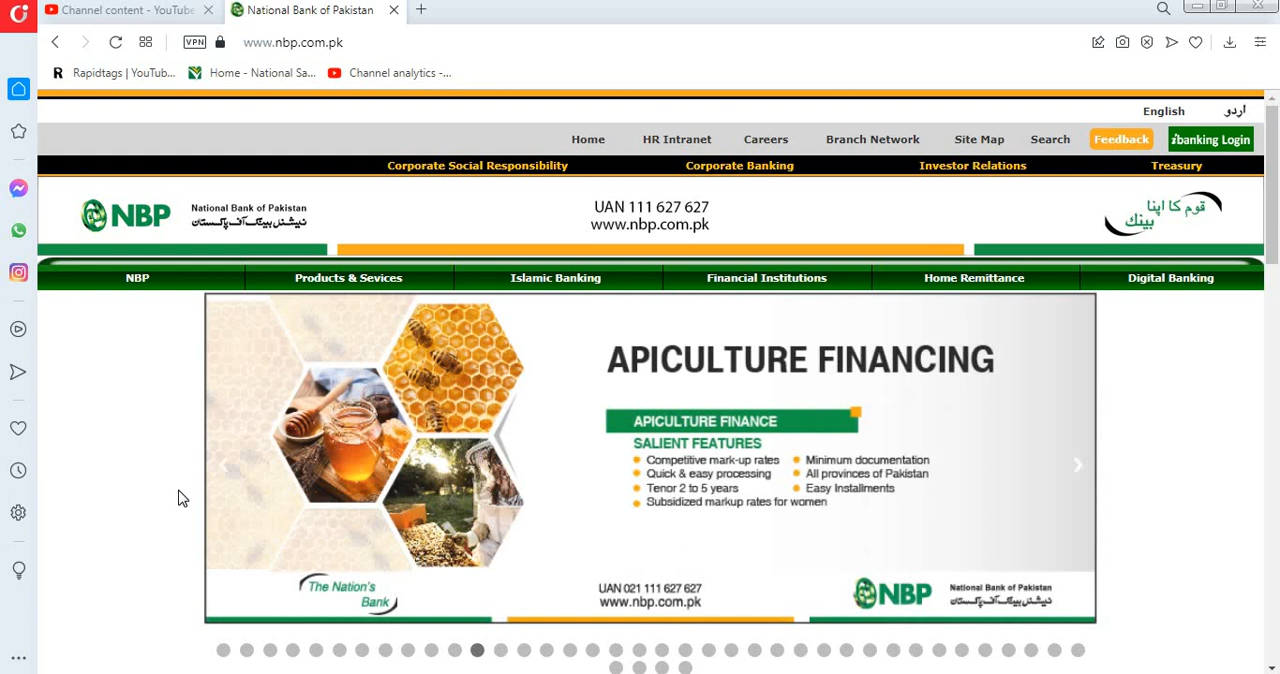 Channel content - YouTube
National Bank of Pakistan
VPN
www.nbp.com.pk
Rapidtags | YouTub...
Home - National Sa...
Channel analytics -...
English
اردو
Home
HR Intranet
Careers
Branch Network
Site Map
Search
Feedback
iBanking Login
Corporate Social Responsibility
Corporate Banking
Investor Relations
Treasury
NBP
National Bank of Pakistan
نیشنل بینک آف پاکستان
UAN 111 627 627
www.nbp.com.pk
قوم کا اپنا
بینک
NBP
Products & Sevices
Islamic Banking
Financial Institutions
Home Remittance
Digital Banking
APICULTURE FINANCING
APICULTURE FINANCE
SALIENT FEATURES
Competitive mark-up rates
Minimum documentation
Quick & easy processing
All provinces of Pakistan
Tenor 2 to 5 years
Easy Installments
Subsidized markup rates for women
The Nation's
Bank
UAN 021 111 627 627
www.nbp.com.pk
NBP
National Bank of Pakistan
نیشنل بینک آف پاکستان